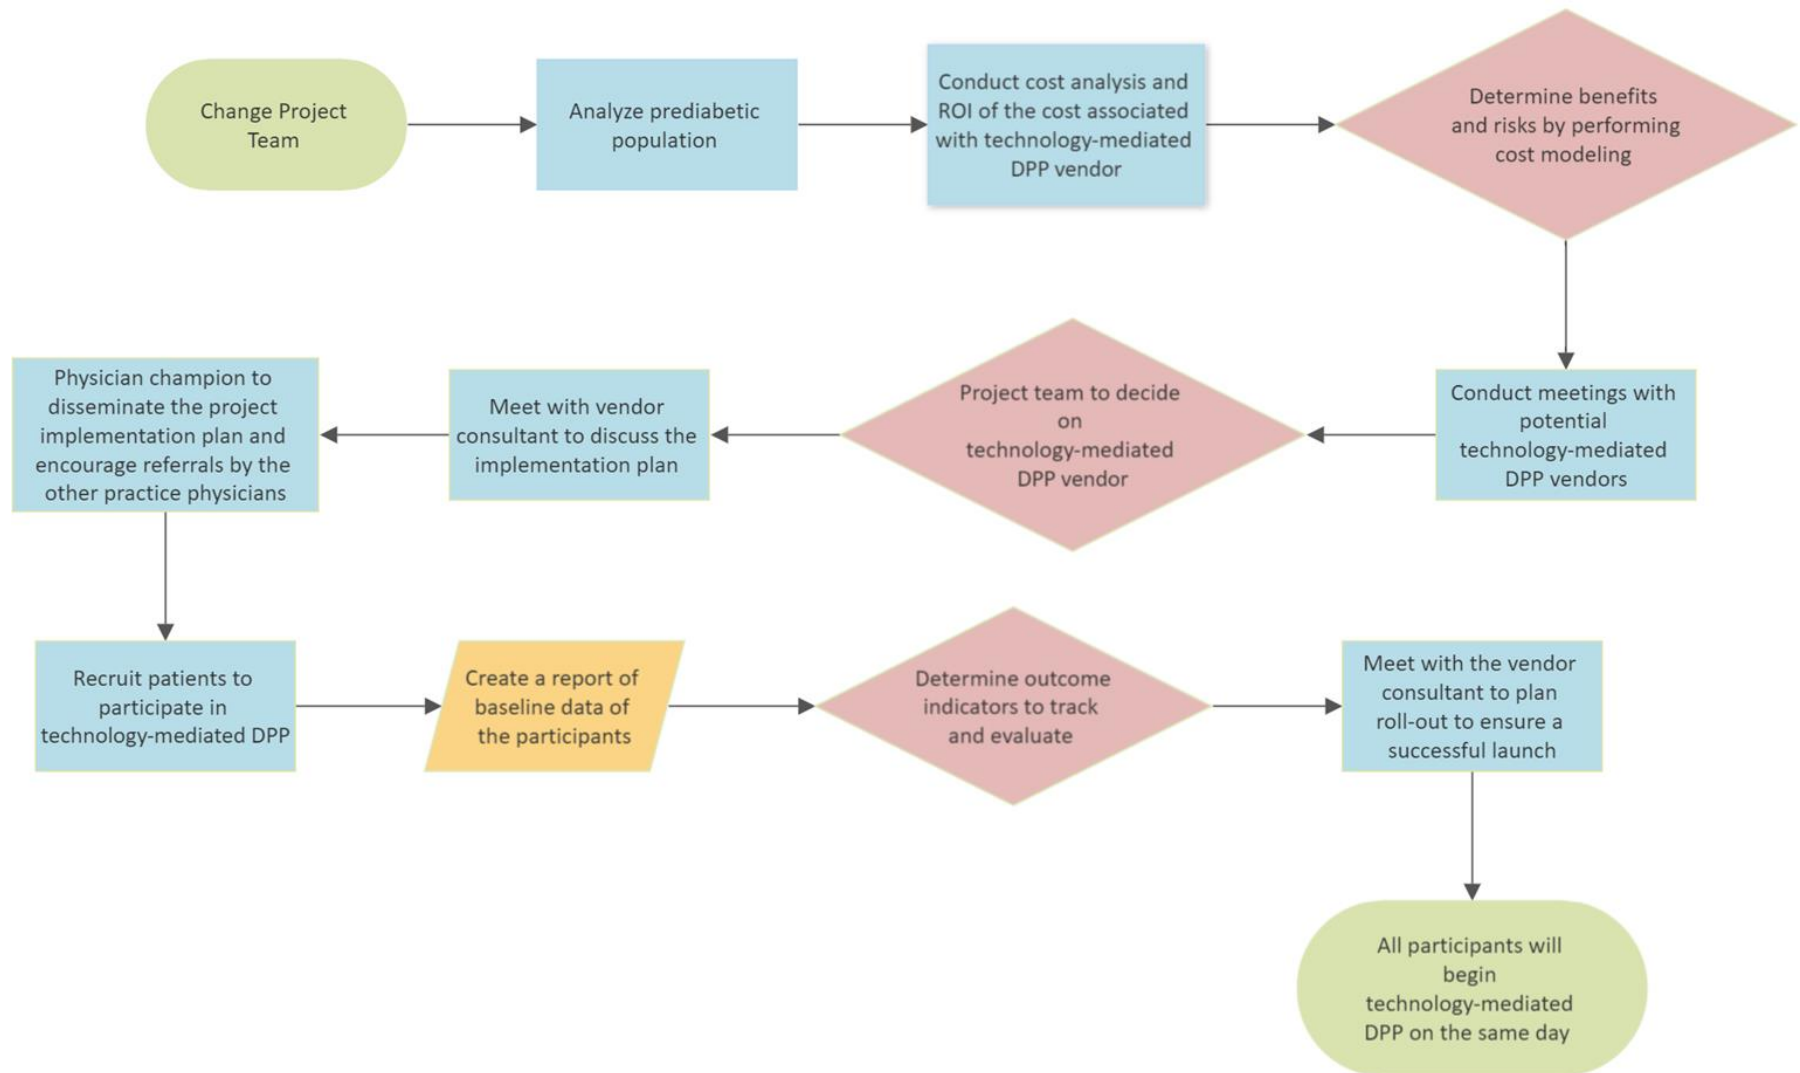 Change Project
Team
Analyze prediabetic
population
Conduct cost analysis and
ROI of the cost associated
with technology-mediated
DPP vendor
Determine benefits
and risks by performing
cost modeling
Conduct meetings with
potential
technology-mediated
DPP vendors
Project team to decide
on
technology-mediated
DPP vendor
Meet with vendor
consultant to discuss the
implementation plan
Physician champion to
disseminate the project
implementation plan and
encourage referrals by the
other practice physicians
Recruit patients to
participate in
technology-mediated DPP
Create a report of
baseline data of
the participants
Determine outcome
indicators to track
and evaluate
Meet with the vendor
consultant to plan
roll-out to ensure a
successful launch
All participants will
begin
technology-mediated
DPP on the same day